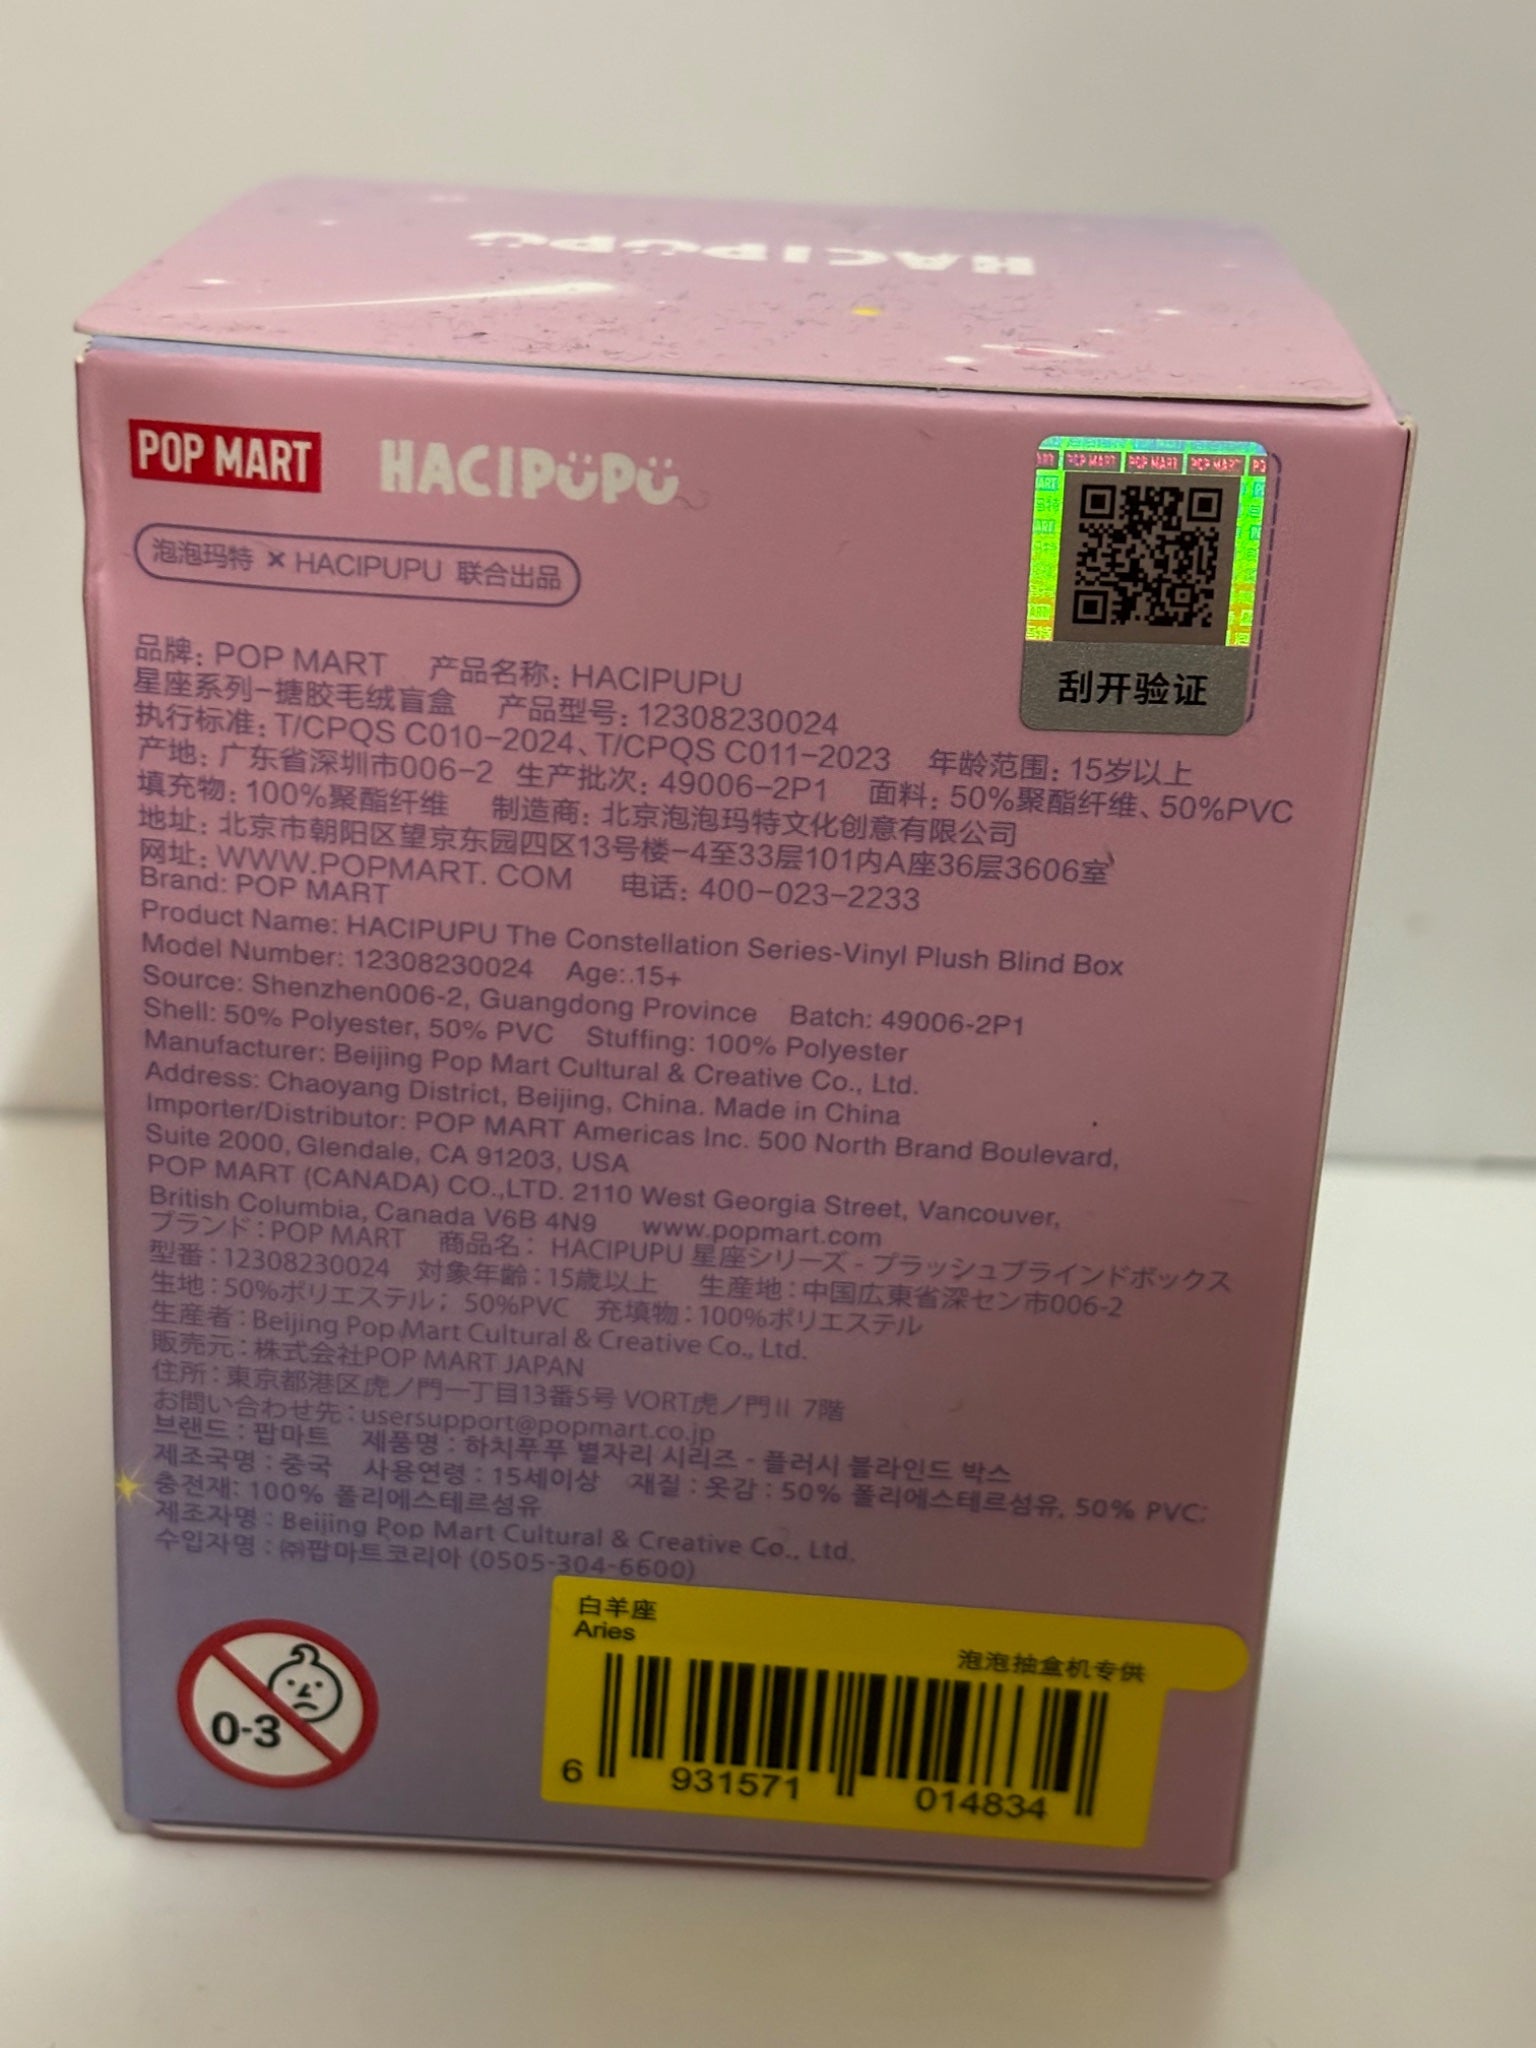 HACIPUPU
POP MART HACIPUPU
POP MART POP MART POP MART
泡泡玛特 × HACIPUPU 联合出品
刮开验证
品牌：POP MART 产品名称：HACIPUPU
星座系列-搪胶毛绒盲盒 产品型号：12308230024
执行标准：T/CPQS C010-2024、T/CPQS C011-2023 年龄范围：15岁以上
产地：广东省深圳市006-2 生产批次：49006-2P1 面料：50%聚酯纤维、50%PVC
填充物：100%聚酯纤维 制造商：北京泡泡玛特文化创意有限公司
地址：北京市朝阳区望京东园四区13号楼-4至33层101内A座36层3606室
网址：WWW.POPMART. COM 电话：400-023-2233
Brand: POP MART
Product Name: HACIPUPU The Constellation Series-Vinyl Plush Blind Box
Model Number: 12308230024 Age: 15+
Source: Shenzhen006-2, Guangdong Province Batch: 49006-2P1
Shell: 50% Polyester, 50% PVC Stuffing: 100% Polyester
Manufacturer: Beijing Pop Mart Cultural & Creative Co., Ltd.
Address: Chaoyang District, Beijing, China. Made in China
Importer/Distributor: POP MART Americas Inc. 500 North Brand Boulevard,
Suite 2000, Glendale, CA 91203, USA
POP MART (CANADA) CO.,LTD. 2110 West Georgia Street, Vancouver,
British Columbia, Canada V6B 4N9 www.popmart.com
ブランド：POP MART 商品名： HACIPUPU 星座シリーズ - プラッシュブラインドボックス
型番：12308230024 対象年齢：15歳以上 生産地：中国広東省深セン市006-2
生地：50%ポリエステル；50%PVC 充填物：100%ポリエステル
生産者：Beijing Pop Mart Cultural & Creative Co., Ltd.
販売元：株式会社POP MART JAPAN
住所：東京都港区虎ノ門一丁目13番5号 VORT虎ノ門II 7階
お問い合わせ先：usersupport@popmart.co.jp
브랜드 : 팝마트 제품명 : 하치푸푸 별자리 시리즈 - 플러시 블라인드 박스
제조국명 : 중국 사용연령 : 15세이상 재질 : 옷감 : 50% 폴리에스테르섬유, 50% PVC;
충전재: 100% 폴리에스테르섬유
제조자명 : Beijing Pop Mart Cultural & Creative Co., Ltd.
수입자명 : ㈜팝마트코리아 (0505-304-6600)
0-3
白羊座
Aries
泡泡抽盒机专供
6 931571 014834